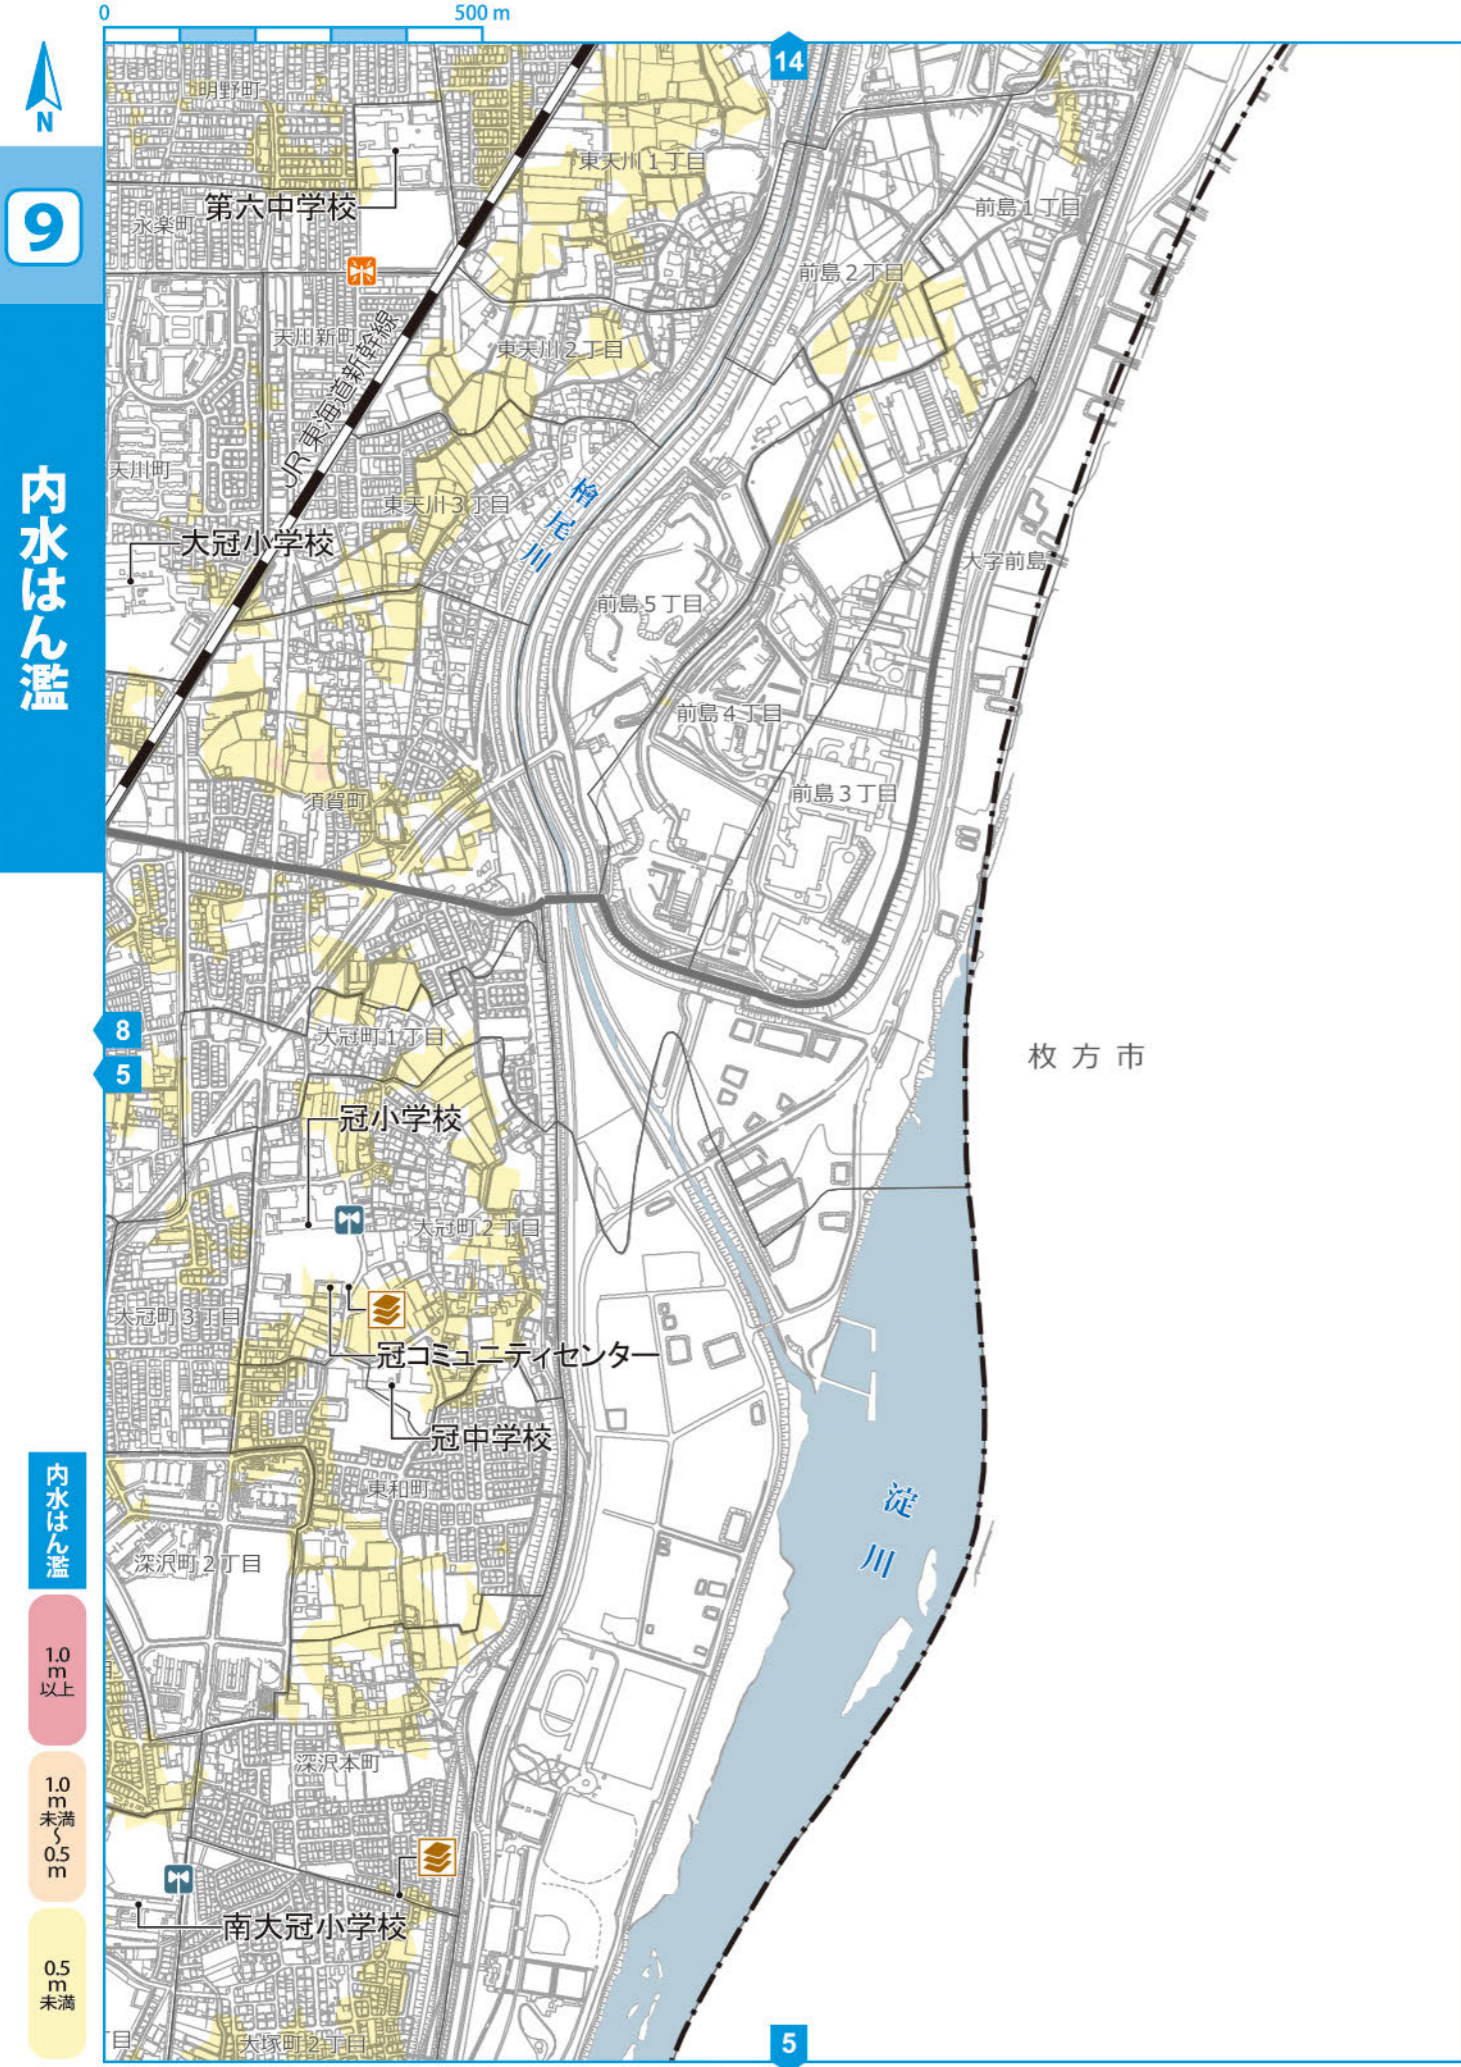 0 500 m
14
N
9
内水はん濫
明野町
東天川1丁目
第六中学校
永楽町
前島1丁目
前島2丁目
天川新町
JR東海道新幹線
東天川2丁目
天川町
東天川3丁目
檜尾川
大冠小学校
大字前島
前島5丁目
前島4丁目
前島3丁目
須賀町
8
5
大冠町1丁目
枚方市
冠小学校
大冠町2丁目
大冠町3丁目
冠コミュニティセンター
冠中学校
東和町
淀川
深沢町2丁目
深沢本町
南大冠小学校
大塚町2丁目
目
5
内水はん濫
1.0
m
以上
1.0
m
未満
〜
0.5
m
0.5
m
未満